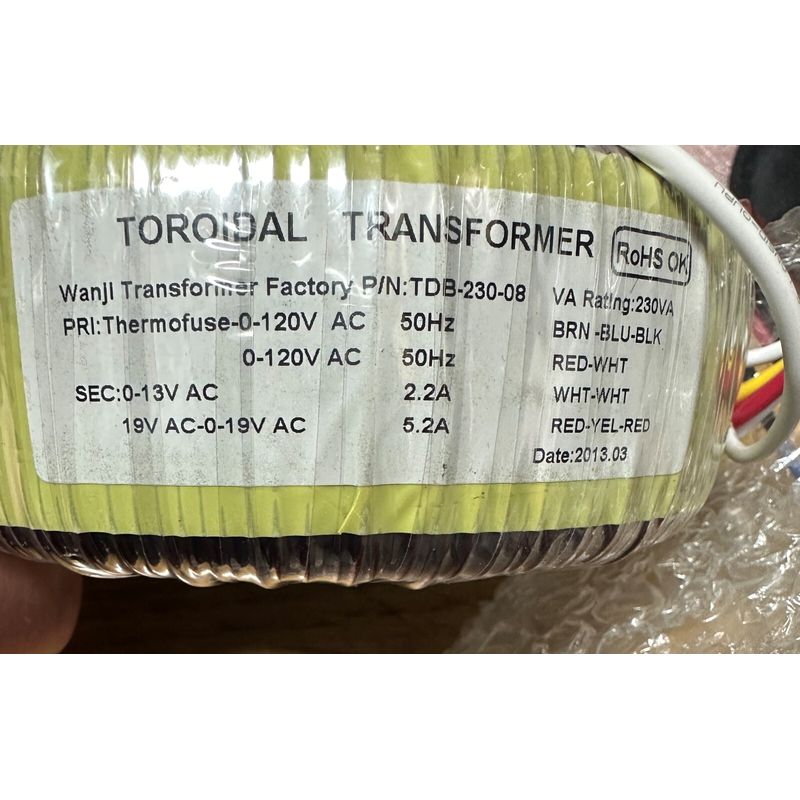 TOROIDAL TRANSFORMER
RoHS OK
Wanji Transformer Factory P/N:TDB-230-08 VA Rating:230VA
PRI:Thermofuse-0-120V AC 50Hz BRN -BLU-BLK
0-120V AC 50Hz RED-WHT
SEC:0-13V AC 2.2A WHT-WHT
19V AC-0-19V AC 5.2A RED-YEL-RED
Date:2013.03